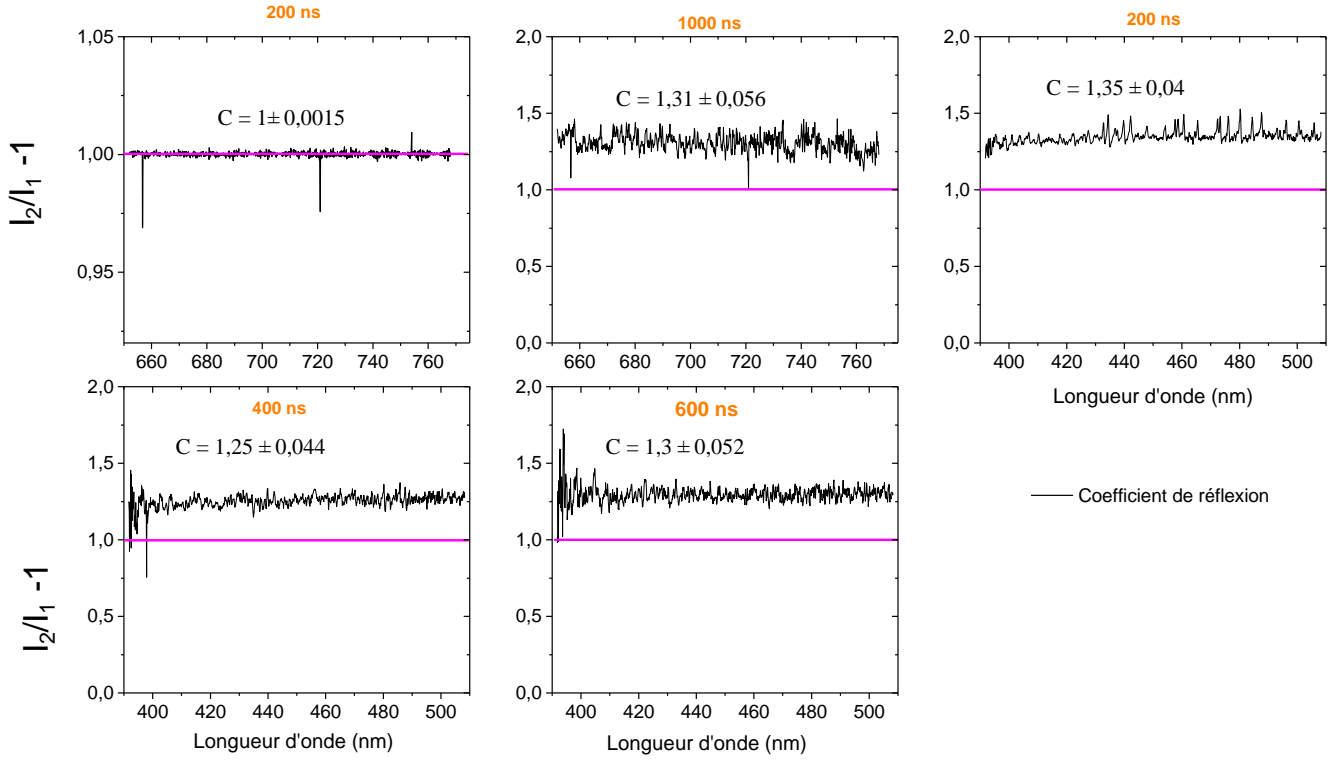 200 ns
1,05
1,00
0,95
C = 1± 0,0015
660 680 700 720 740 760
I2/I1 -1
1000 ns
2,0
1,5
1,0
0,5
0,0
C = 1,31 ± 0,056
660 680 700 720 740 760
200 ns
2,0
1,5
1,0
0,5
0,0
C = 1,35 ± 0,04
400 420 440 460 480 500
Longueur d'onde (nm)
400 ns
2,0
1,5
1,0
0,5
0,0
C = 1,25 ± 0,044
400 420 440 460 480 500
Longueur d'onde (nm)
I2/I1 -1
600 ns
2,0
1,5
1,0
0,5
0,0
C = 1,3 ± 0,052
400 420 440 460 480 500
Longueur d'onde (nm)
Coefficient de réflexion